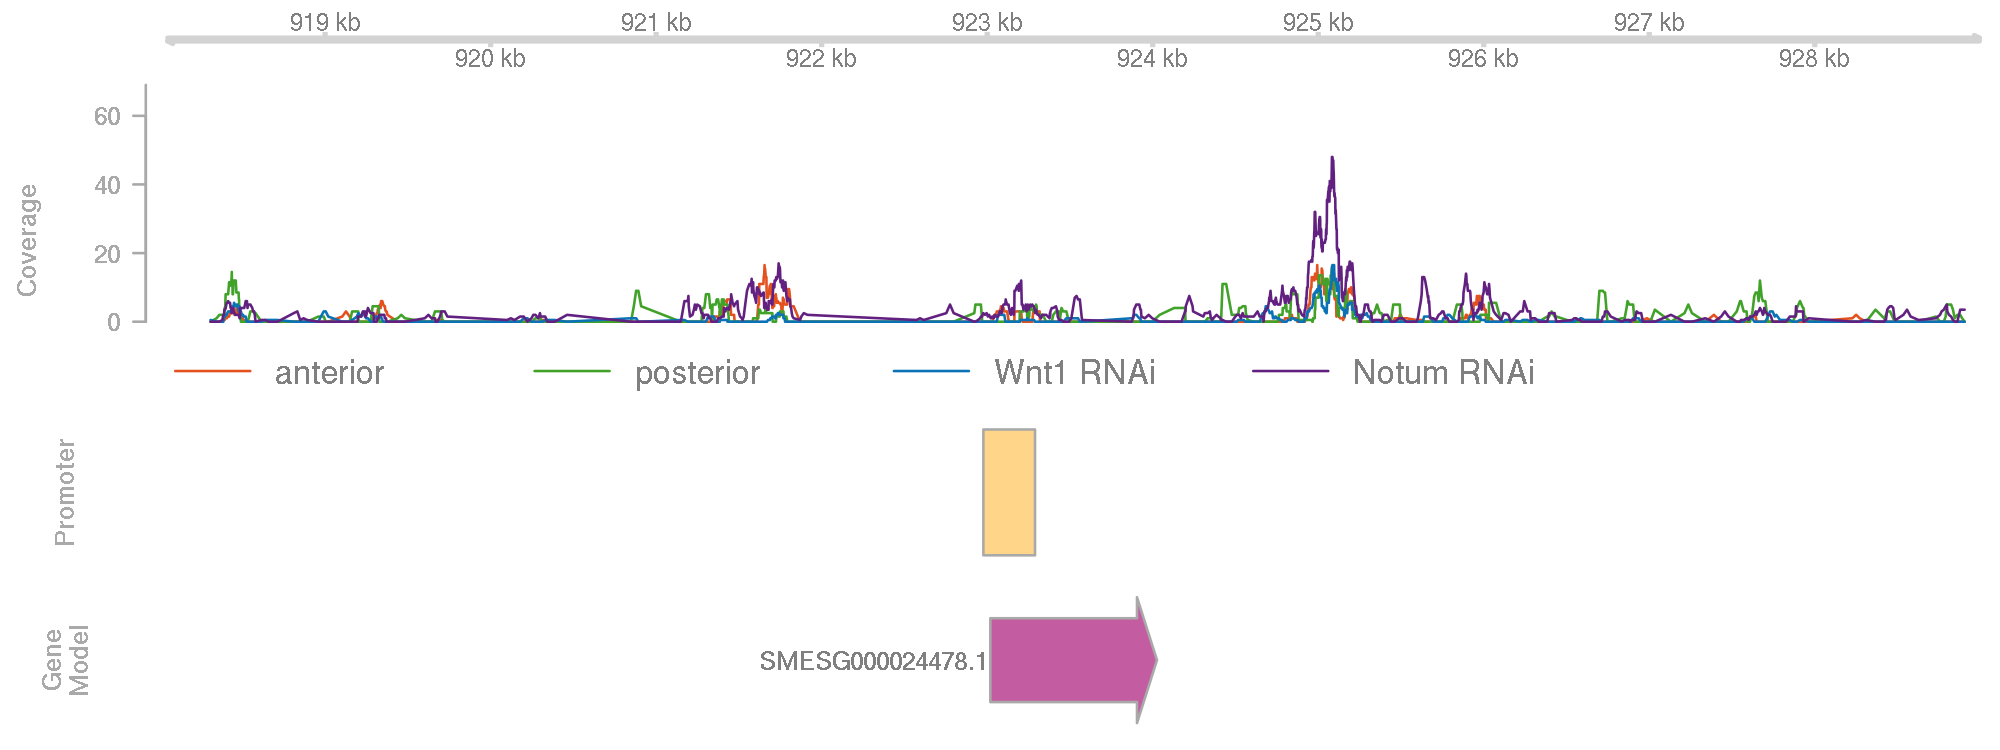 919 kb 921 kb 923 kb 925 kb 927 kb
920 kb 922 kb 924 kb 926 kb 928 kb
Coverage
60
40
20
0
anterior posterior Wnt1 RNAi Notum RNAi
Promoter
Gene
Model
SMESG000024478.1